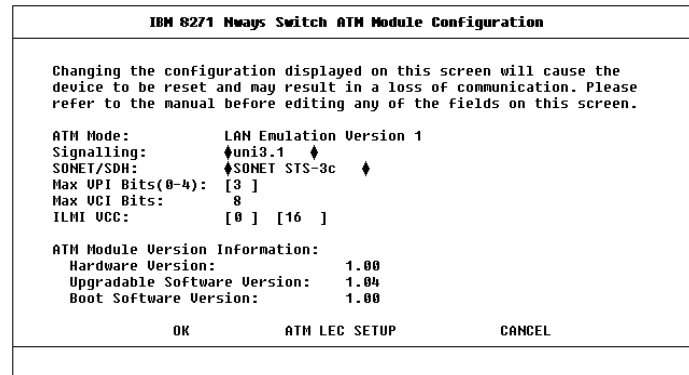 IBM 8271 Nways Switch ATM Module Configuration
Changing the configuration displayed on this screen will cause the
device to be reset and may result in a loss of communication. Please
refer to the manual before editing any of the fields on this screen.
ATM Mode: LAN Emulation Version 1
Signalling: ♦uni3.1 ♦
SONET/SDH: ♦SONET STS-3c ♦
Max VPI Bits(0-4): [3 ]
Max VCI Bits: 8
ILMI VCC: [0 ] [16 ]
ATM Module Version Information:
Hardware Version: 1.00
Upgradable Software Version: 1.04
Boot Software Version: 1.00
OK ATM LEC SETUP CANCEL